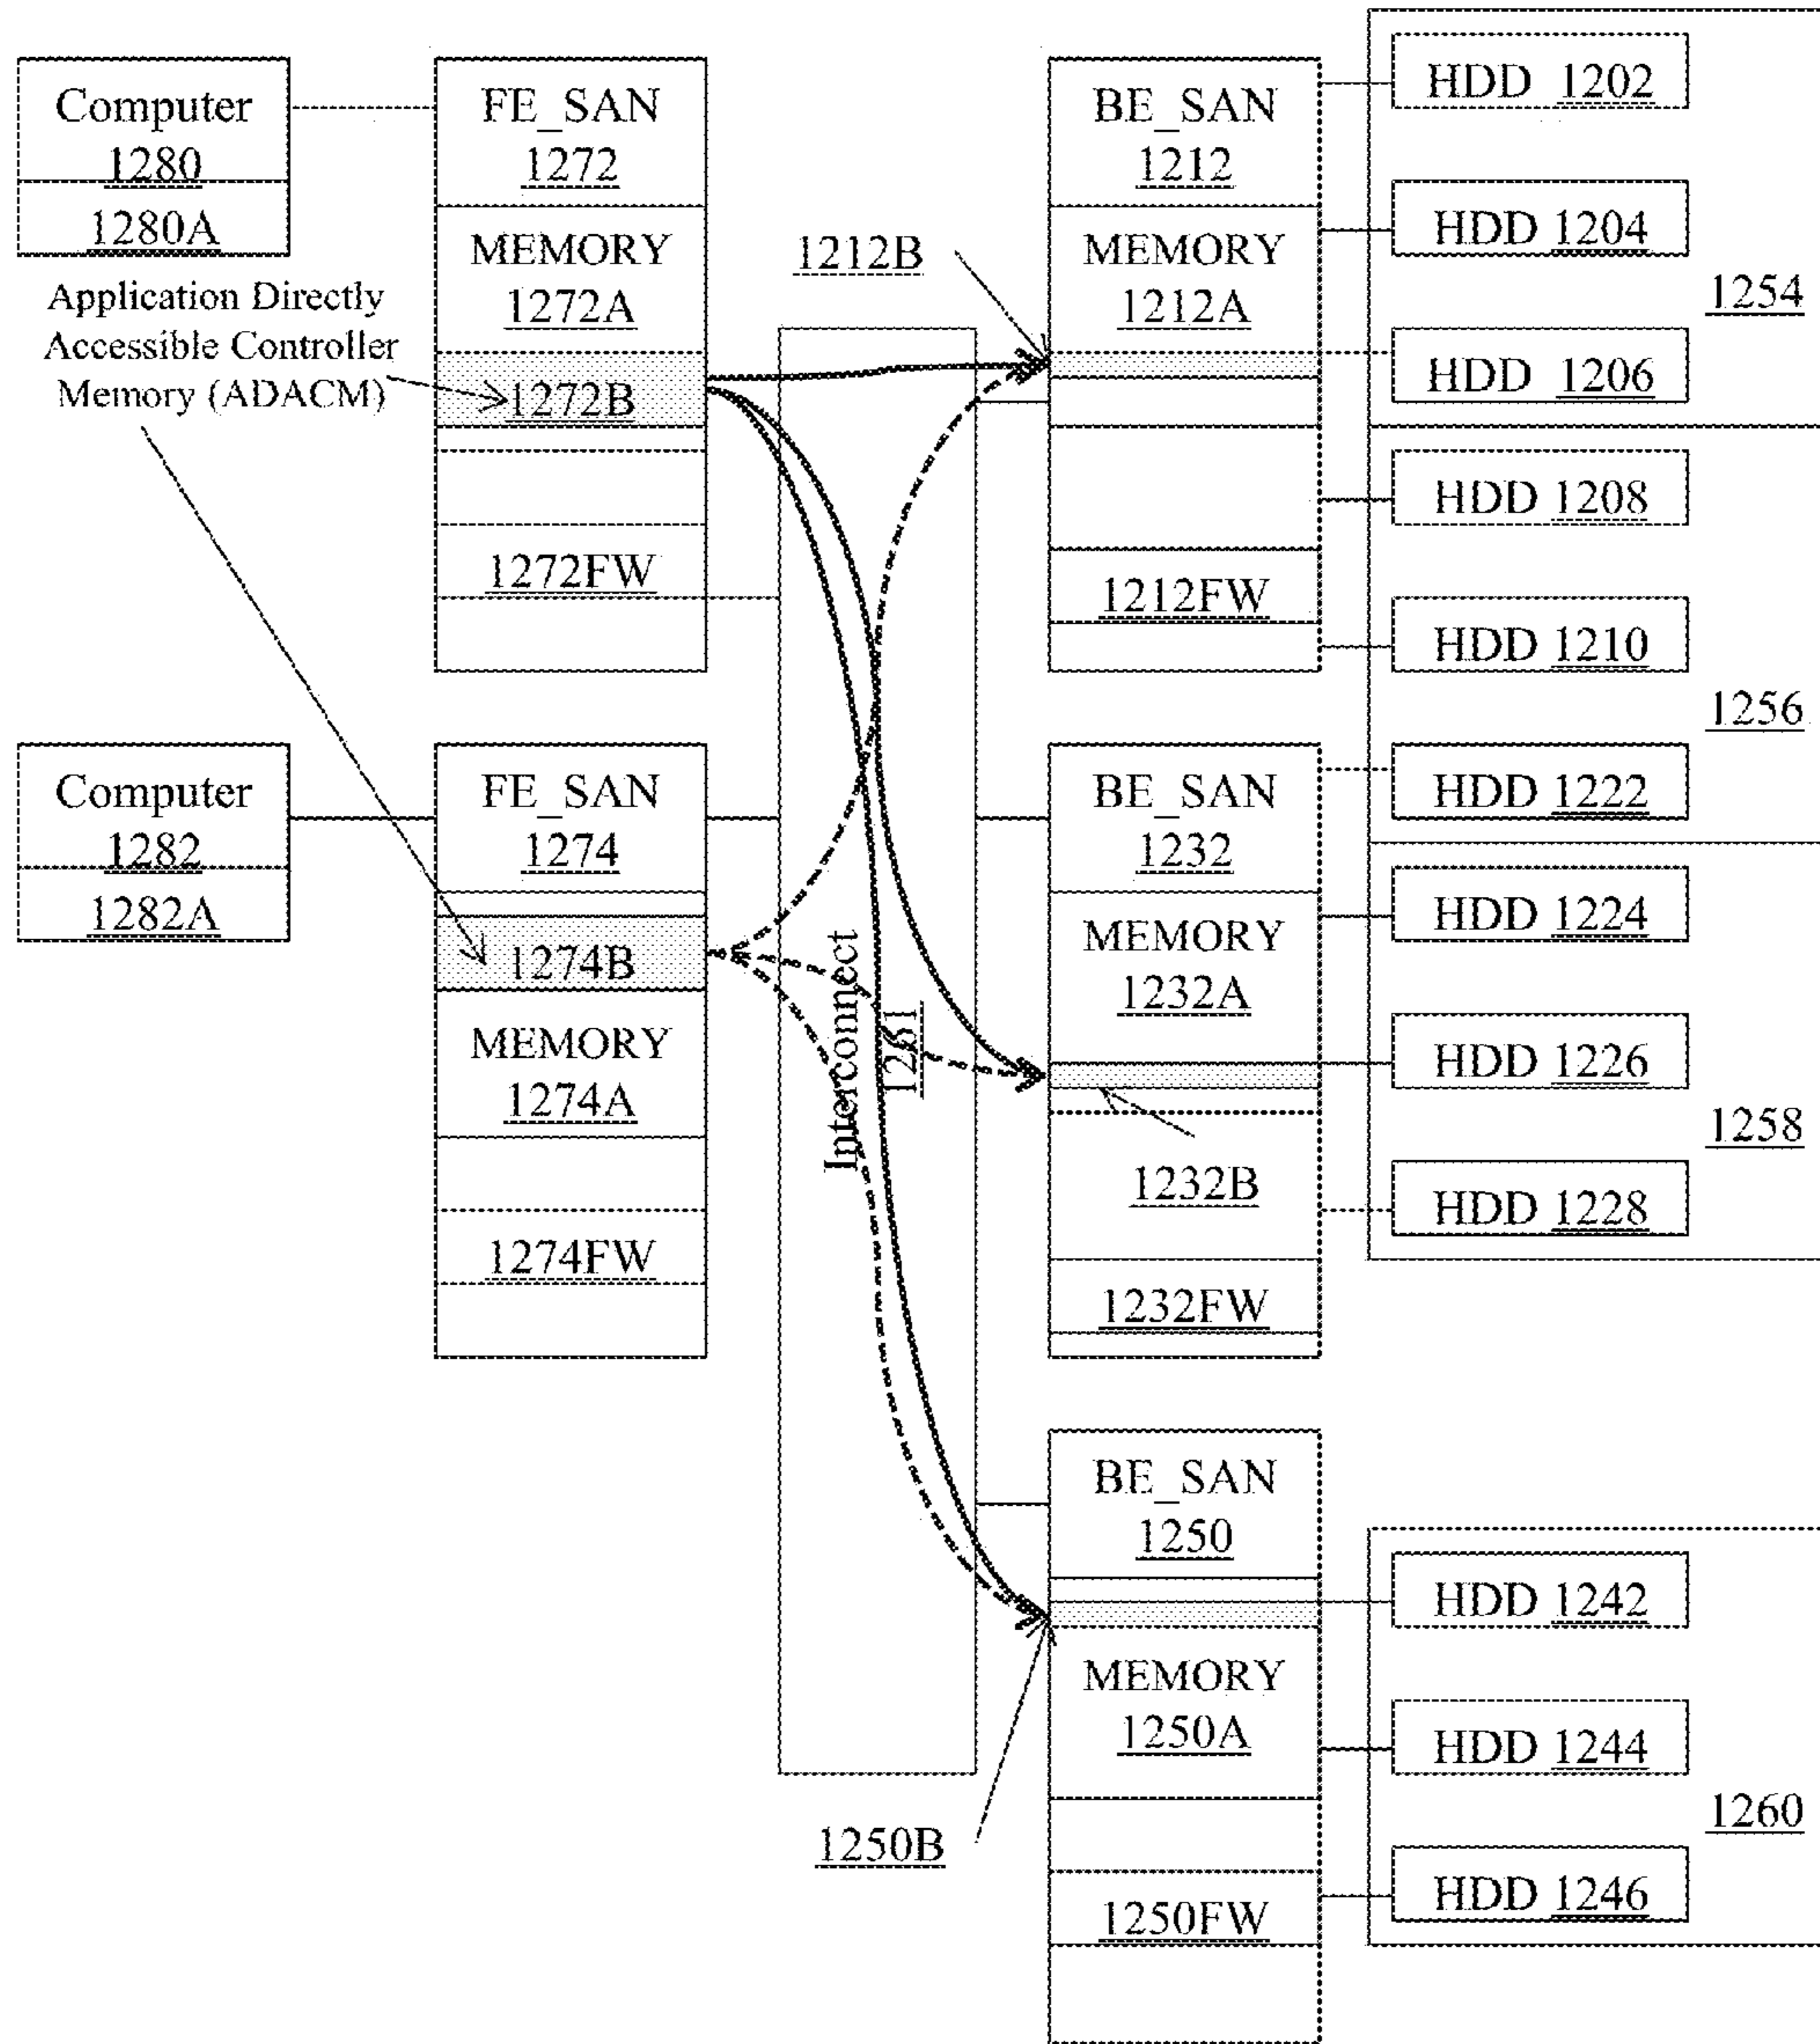 Computer
1280
1280A
Application Directly
Accessible Controller
Memory (ADACM)
FE_SAN
1272
MEMORY
1272A
1272B
1272FW
1212B
BE_SAN
1212
MEMORY
1212A
1212FW
HDD 1202
HDD 1204
1254
HDD 1206
HDD 1208
HDD 1210
1256
HDD 1222
Computer
1282
1282A
FE_SAN
1274
1274B
MEMORY
1274A
1274FW
Interconnect
BE_SAN
1232
MEMORY
1232A
1232B
1232FW
HDD 1224
HDD 1226
1258
HDD 1228
BE_SAN
1250
MEMORY
1250A
1250B
1250FW
HDD 1242
HDD 1244
1260
HDD 1246